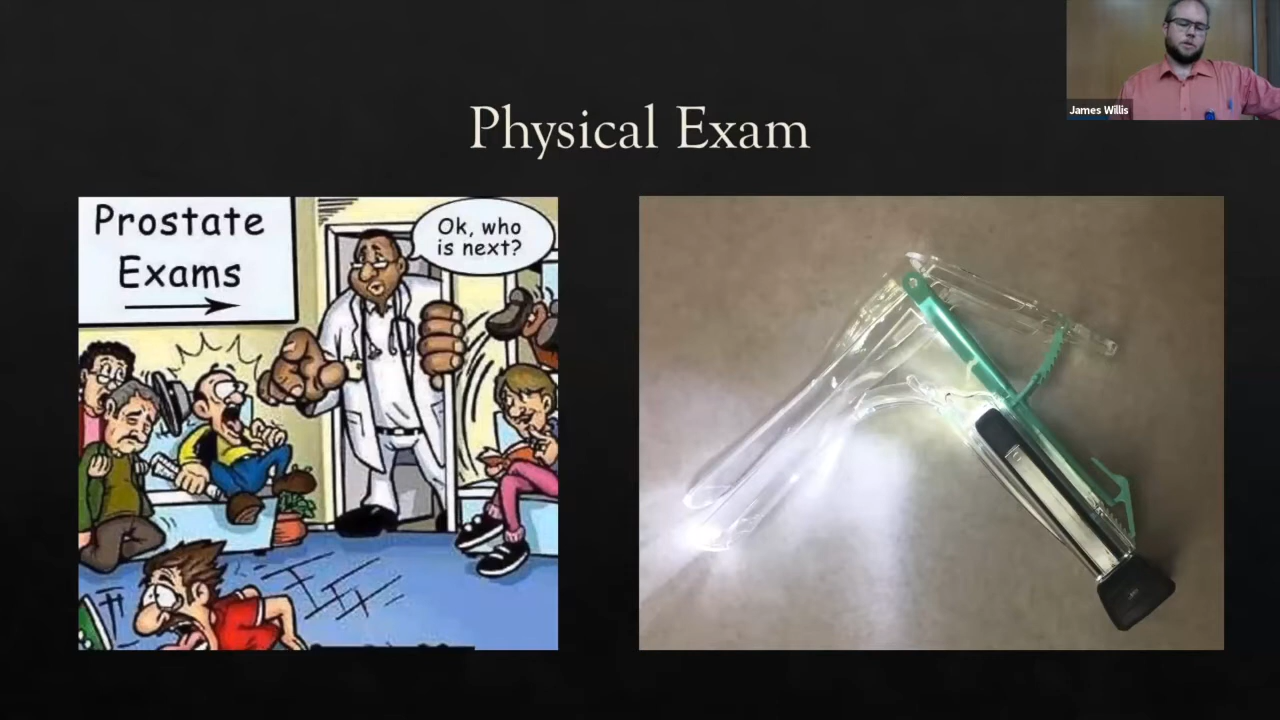 James Willis
Physical Exam
Prostate
Exams
Ok, who
is next?